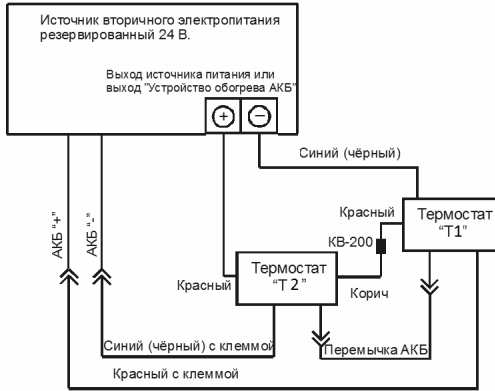 Источник вторичного электропитания
резервированный 24 В.
Выход источника питания или
выход "Устройство обогрева АКБ"
+ −
Синий (чёрный)
АКБ "+"
АКБ "-"
Красный
Термостат
"Т1"
КВ-200
Термостат
"Т2"
Красный
Корич
Синий (чёрный) с клеммой
Перемычка АКБ
Красный с клеммой